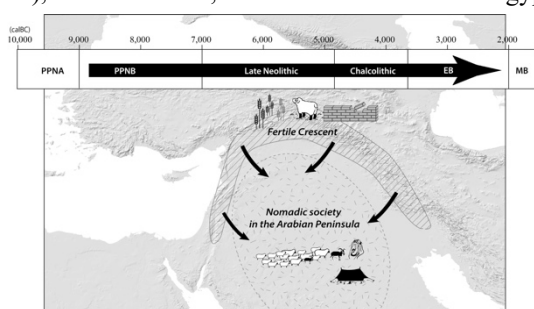 (calBC)
10,000 9,000 8,000 7,000 6,000 5,000 4,000 3,000 2,000
PPNA PPNB Late Neolithic Chalcolithic EB MB
Fertile Crescent
Nomadic society
in the Arabian Peninsula